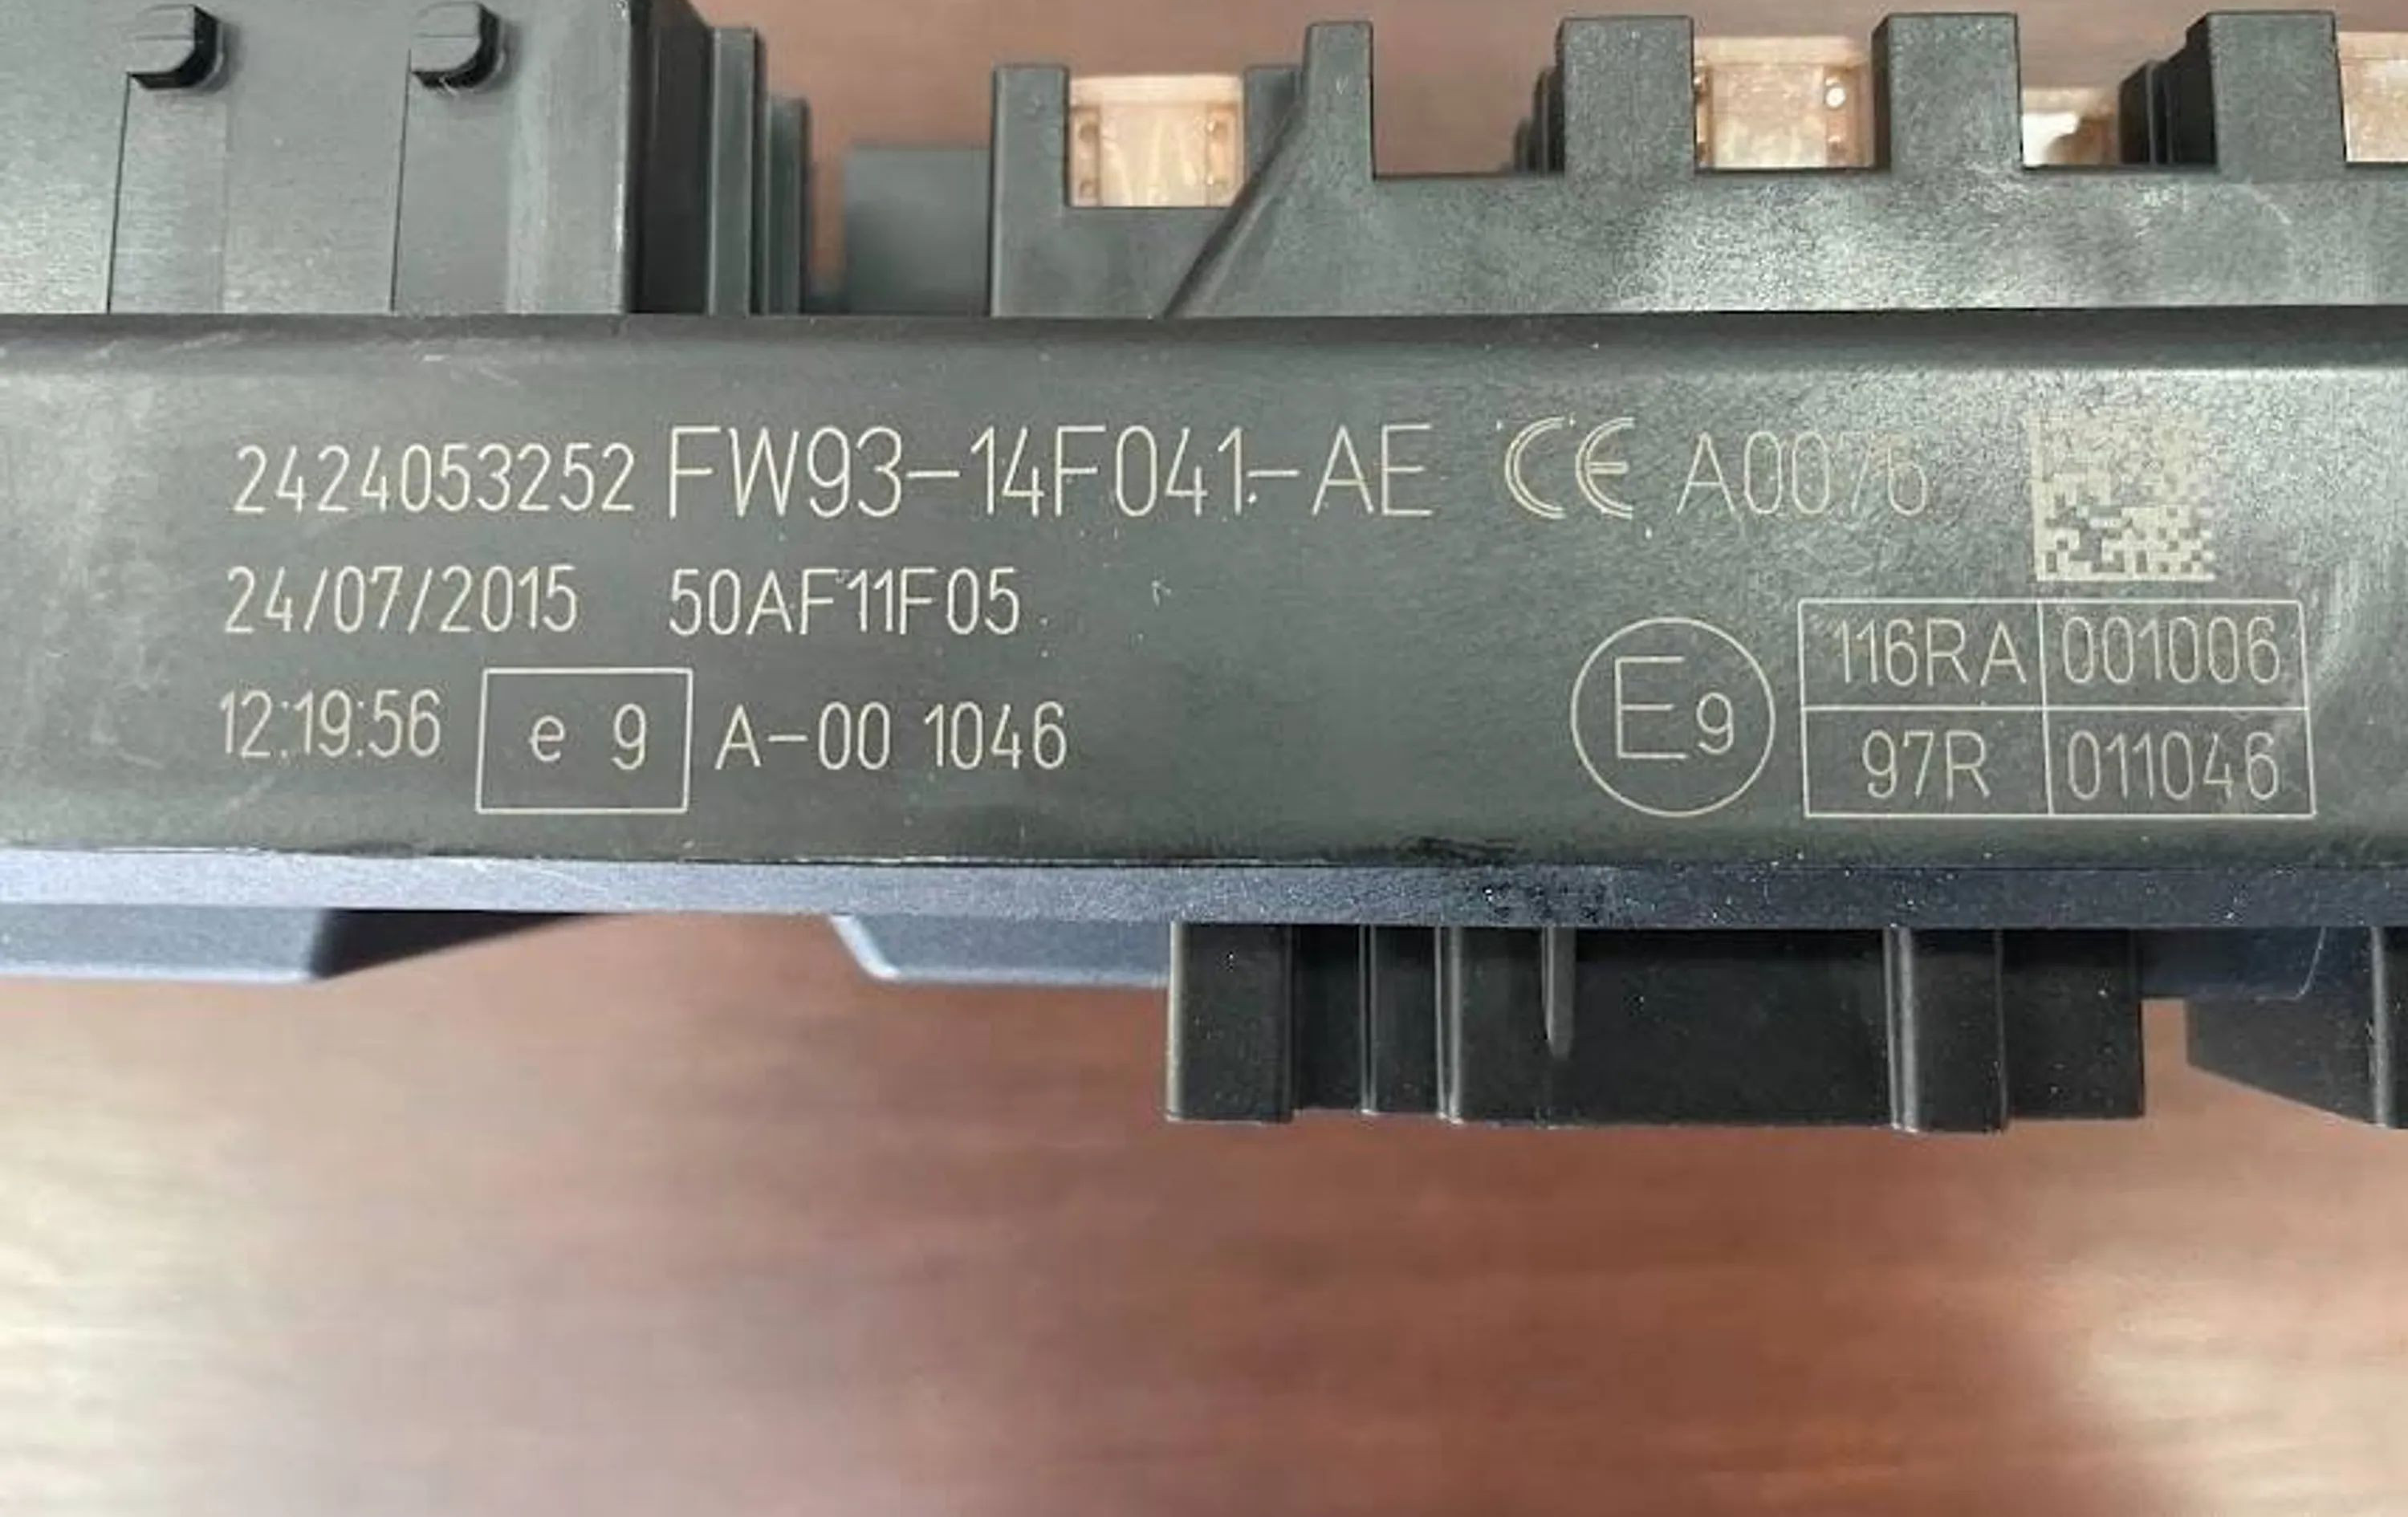 2424053252 FW93-14F041-AE CE A0076
24/07/2015 50AF11F05
12:19:56 e 9 A-00 1046
E9
116RA 001006
97R 011046